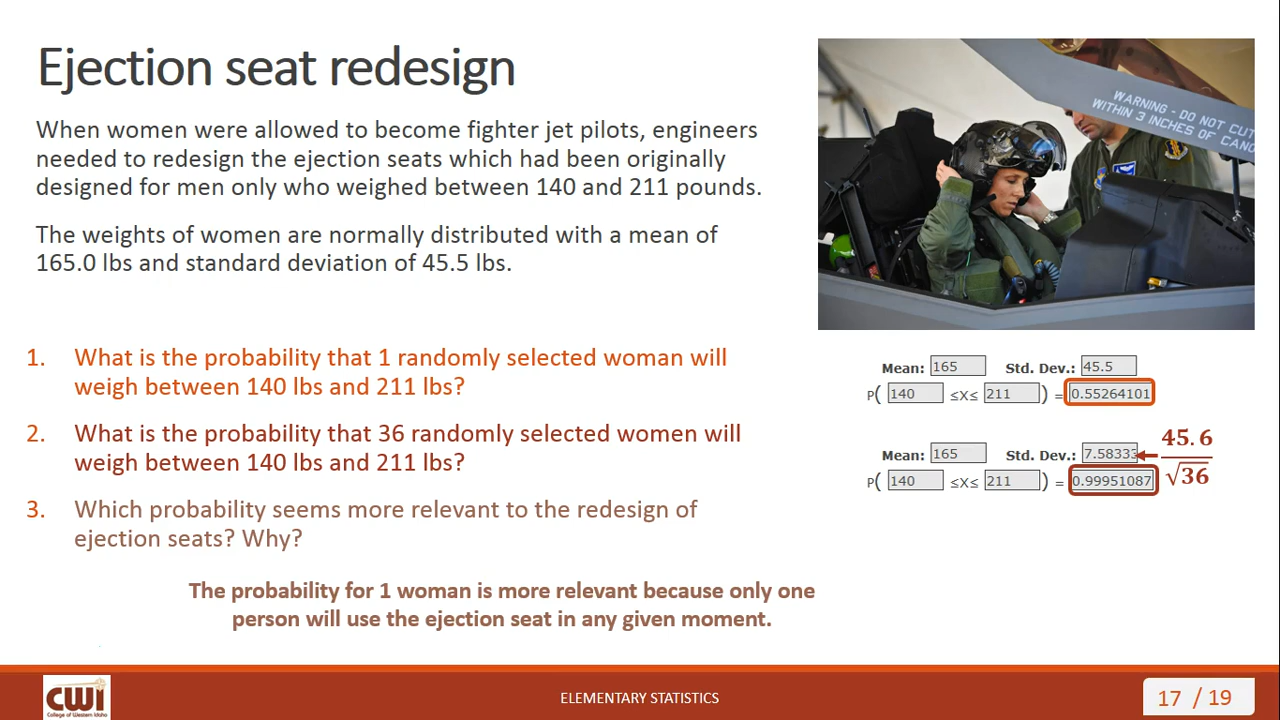 Ejection seat redesign
When women were allowed to become fighter jet pilots, engineers
needed to redesign the ejection seats which had been originally
designed for men only who weighed between 140 and 211 pounds.
The weights of women are normally distributed with a mean of
165.0 lbs and standard deviation of 45.5 lbs.
1. What is the probability that 1 randomly selected woman will
weigh between 140 lbs and 211 lbs?
2. What is the probability that 36 randomly selected women will
weigh between 140 lbs and 211 lbs?
3. Which probability seems more relevant to the redesign of
ejection seats? Why?
The probability for 1 woman is more relevant because only one
person will use the ejection seat in any given moment.
WARNING - DO NOT CUT
WITHIN 3 INCHES OF CANO
Mean: 165 Std. Dev.: 45.5
P( 140 ≤X≤ 211 ) = 0.55264101
Mean: 165 Std. Dev.: 7.58333
P( 140 ≤X≤ 211 ) = 0.99951087
45.6
√36
CWI
College of Western Idaho
ELEMENTARY STATISTICS
17 / 19